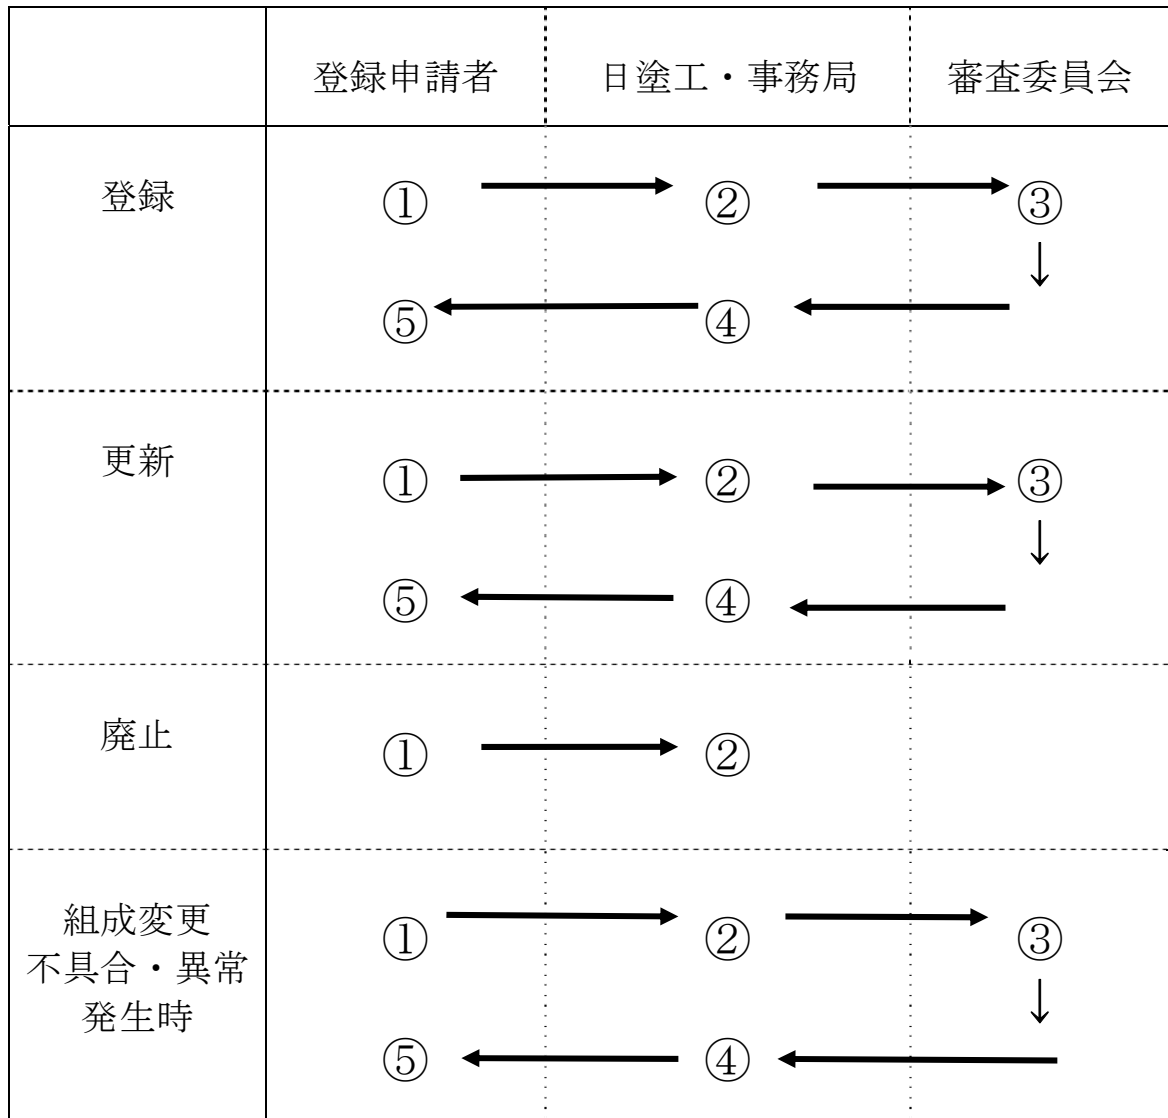 登録申請者 日塗工・事務局 審査委員会
登録 ① ② ③
↓
⑤ ④
更新 ① ② ③
↓
⑤ ④
廃止 ① ②
組成変更
不具合・異常
発生時
① ② ③
↓
⑤ ④